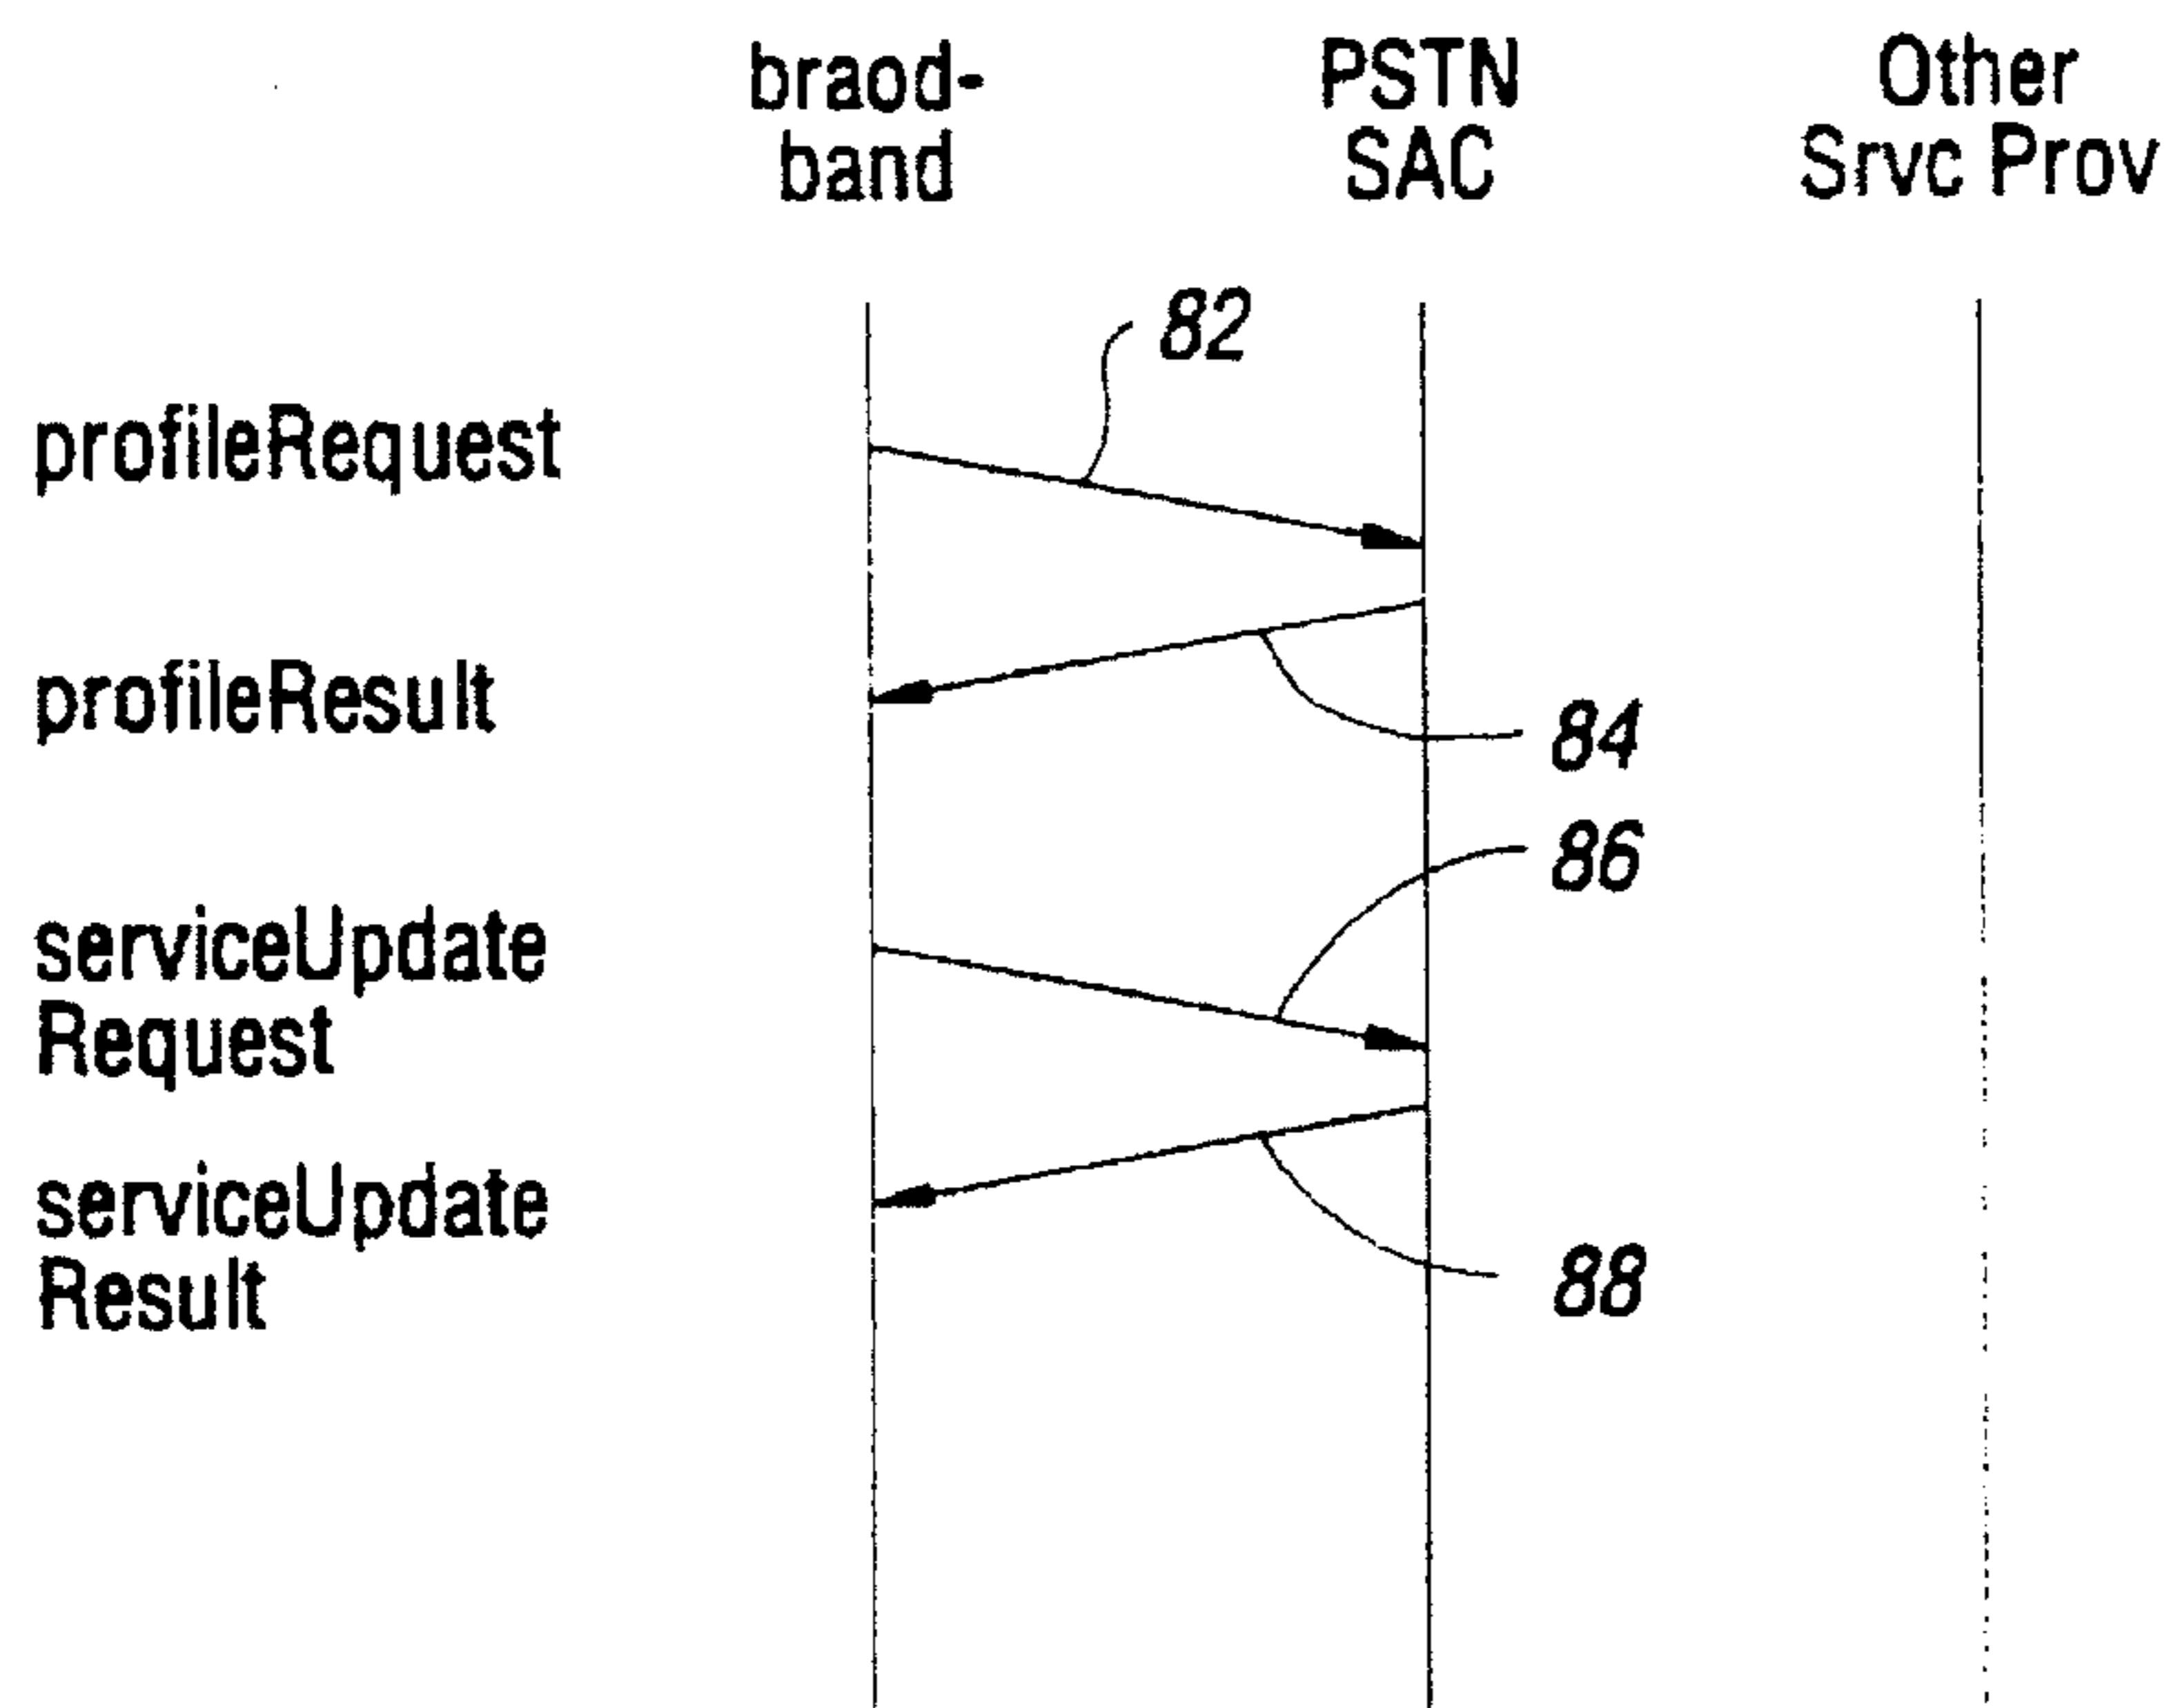 braod-
band
PSTN
SAC
Other
Srvc Prov
82
profileRequest
profileResult
84
86
serviceUpdate
Request
serviceUpdate
Result
88